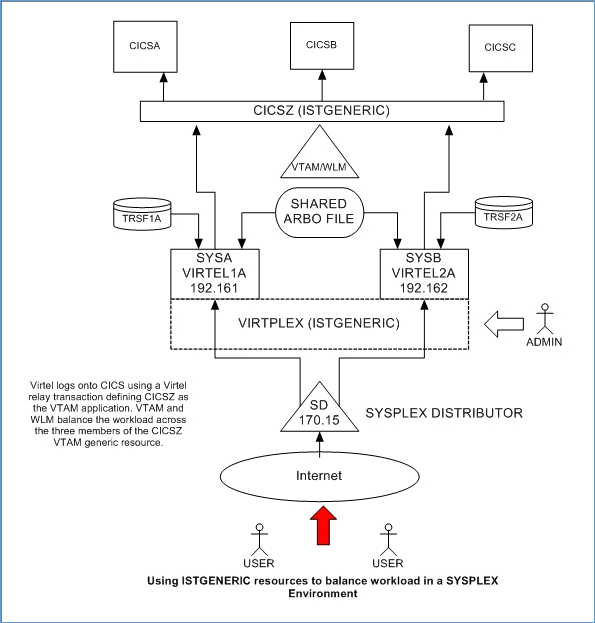 CICSA
CICSB
CICSC
CICSZ (ISTGENERIC)
VTAM/WLM
SHARED
ARBO FILE
TRSF1A
TRSF2A
SYSA
VIRTEL1A
192.161
SYSB
VIRTEL2A
192.162
VIRTPLEX (ISTGENERIC)
ADMIN
Virtel logs onto CICS using a Virtel
relay transaction defining CICSZ as
the VTAM application. VTAM and
WLM balance the workload across
the three members of the CICSZ
VTAM generic resource.
SD
170.15
SYSPLEX DISTRIBUTOR
Internet
USER
USER
Using ISTGENERIC resources to balance workload in a SYSPLEX
Environment